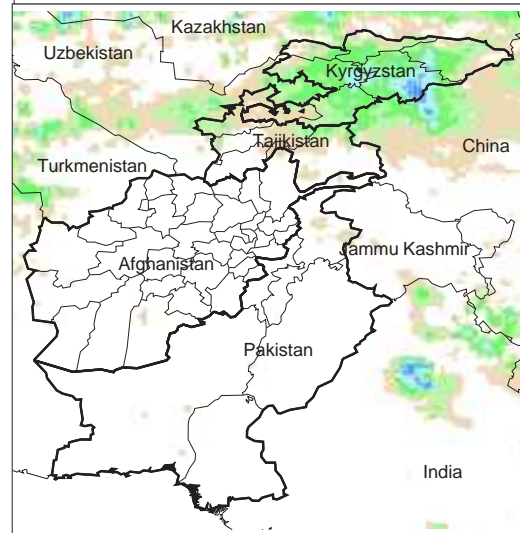 Kazakhstan
Uzbekistan
Kyrgyzstan
Tajikistan
China
Turkmenistan
Jammu Kashmir
Afghanistan
Pakistan
India